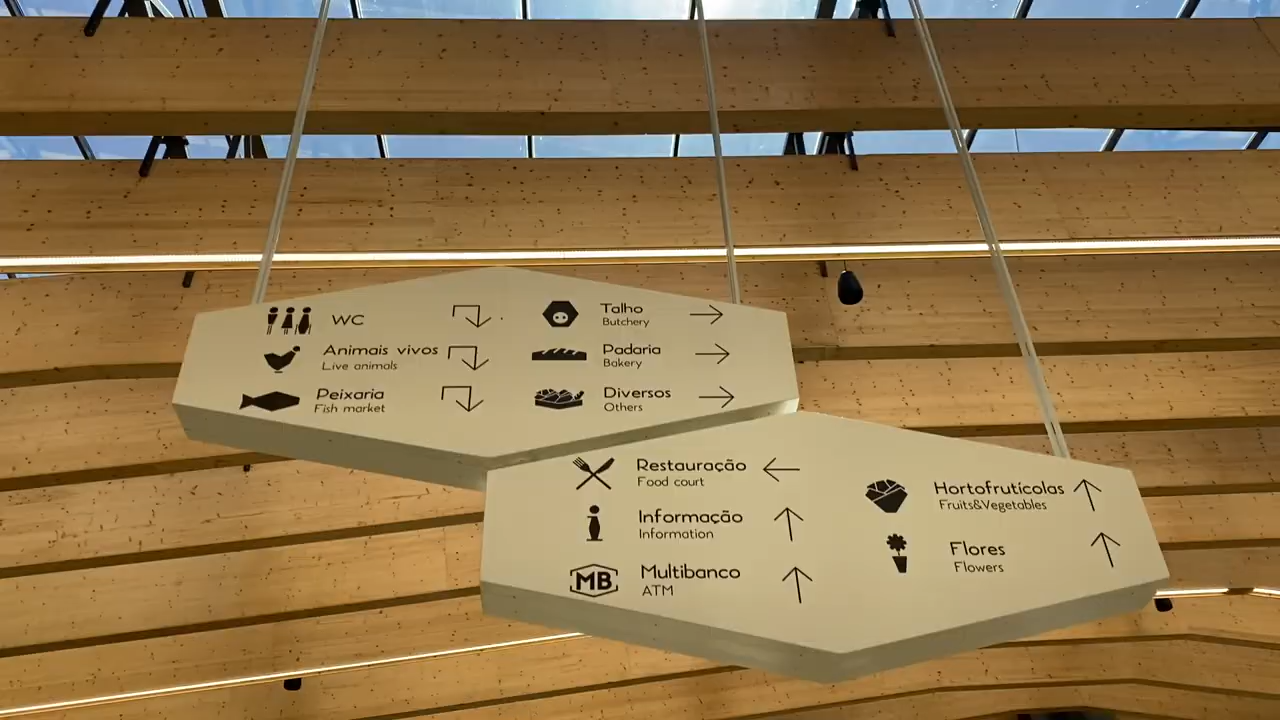 WC
Animais vivos
Live animals
Peixaria
Fish market
Talho
Butchery
Padaria
Bakery
Diversos
Others
Restauração
Food court
Informação
Information
MB Multibanco
ATM
Hortofrutícolas
Fruits&Vegetables
Flores
Flowers